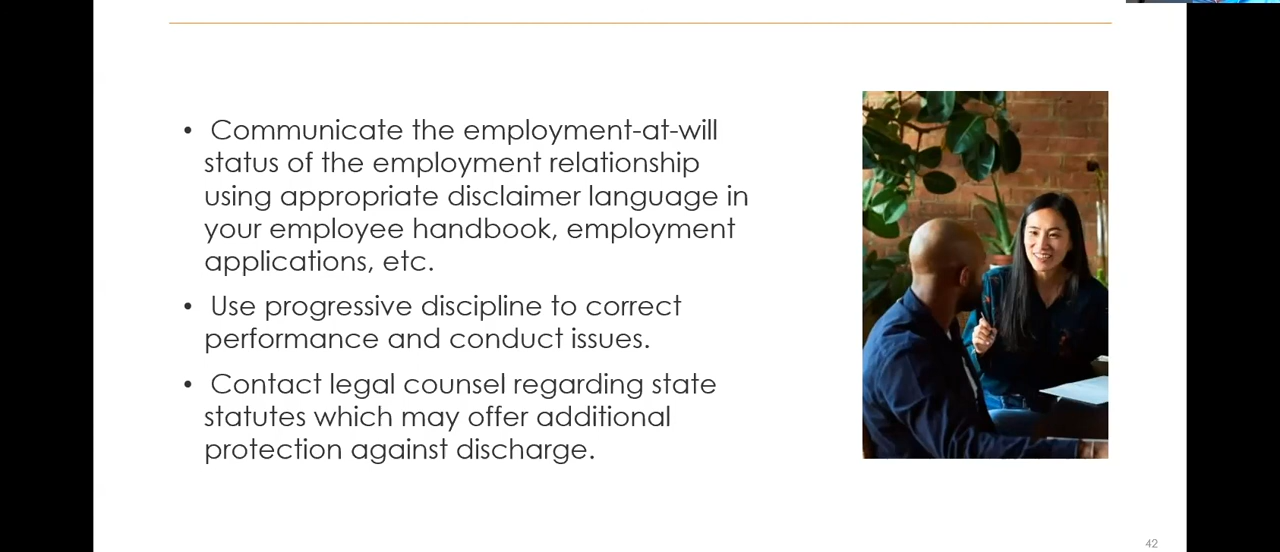 • Communicate the employment-at-will
status of the employment relationship
using appropriate disclaimer language in
your employee handbook, employment
applications, etc.
• Use progressive discipline to correct
performance and conduct issues.
• Contact legal counsel regarding state
statutes which may offer additional
protection against discharge.
42